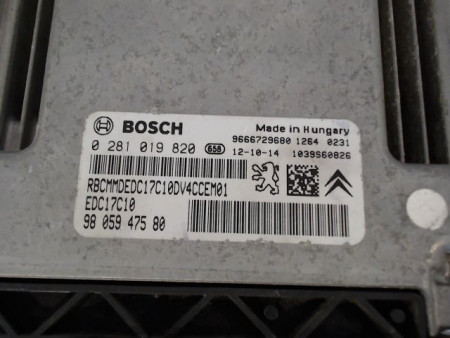 BOSCH Made in Hungary
9666729680 1264 0231
0 281 019 820 658 12-10-14 1039S60826
RBCMMDEDC17C10DV4CCEM01
EDC17C10
98 059 475 80